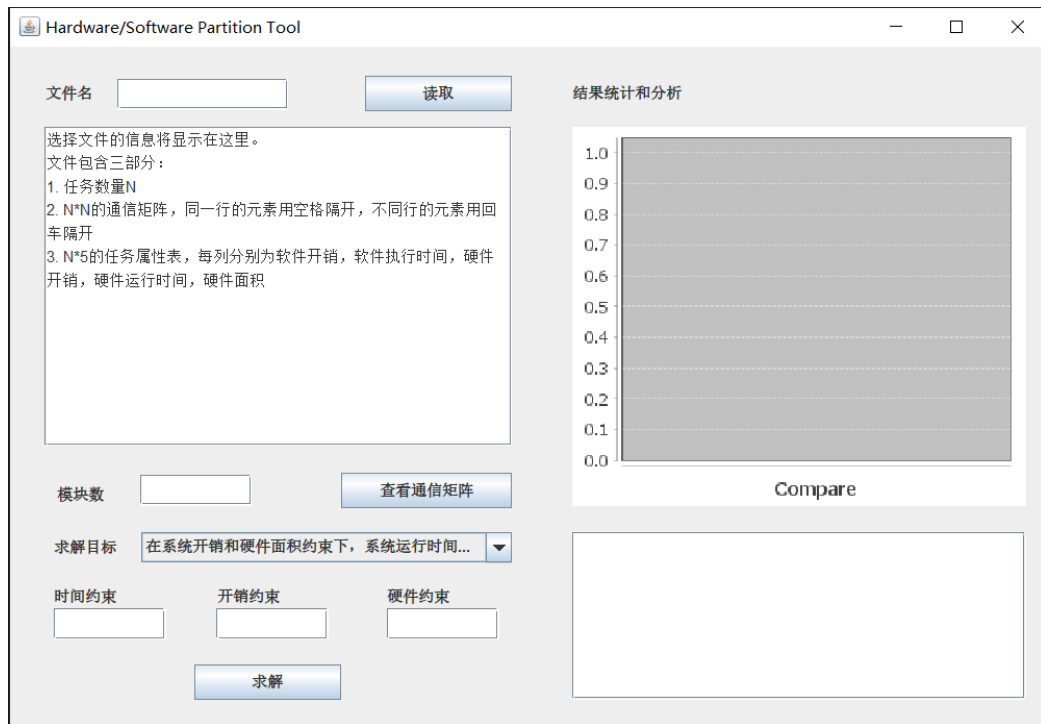 Hardware/Software Partition Tool
文件名
读取
结果统计和分析
选择文件的信息将显示在这里。
文件包含三部分：
1. 任务数量N
2. N*N的通信矩阵，同一行的元素用空格隔开，不同行的元素用回
车隔开
3. N*5的任务属性表，每列分别为软件开销，软件执行时间，硬件
开销，硬件运行时间，硬件面积
1.0
0.9
0.8
0.7
0.6
0.5
0.4
0.3
0.2
0.1
0.0
Compare
模块数
查看通信矩阵
求解目标
在系统开销和硬件面积约束下，系统运行时间...
时间约束
开销约束
硬件约束
求解